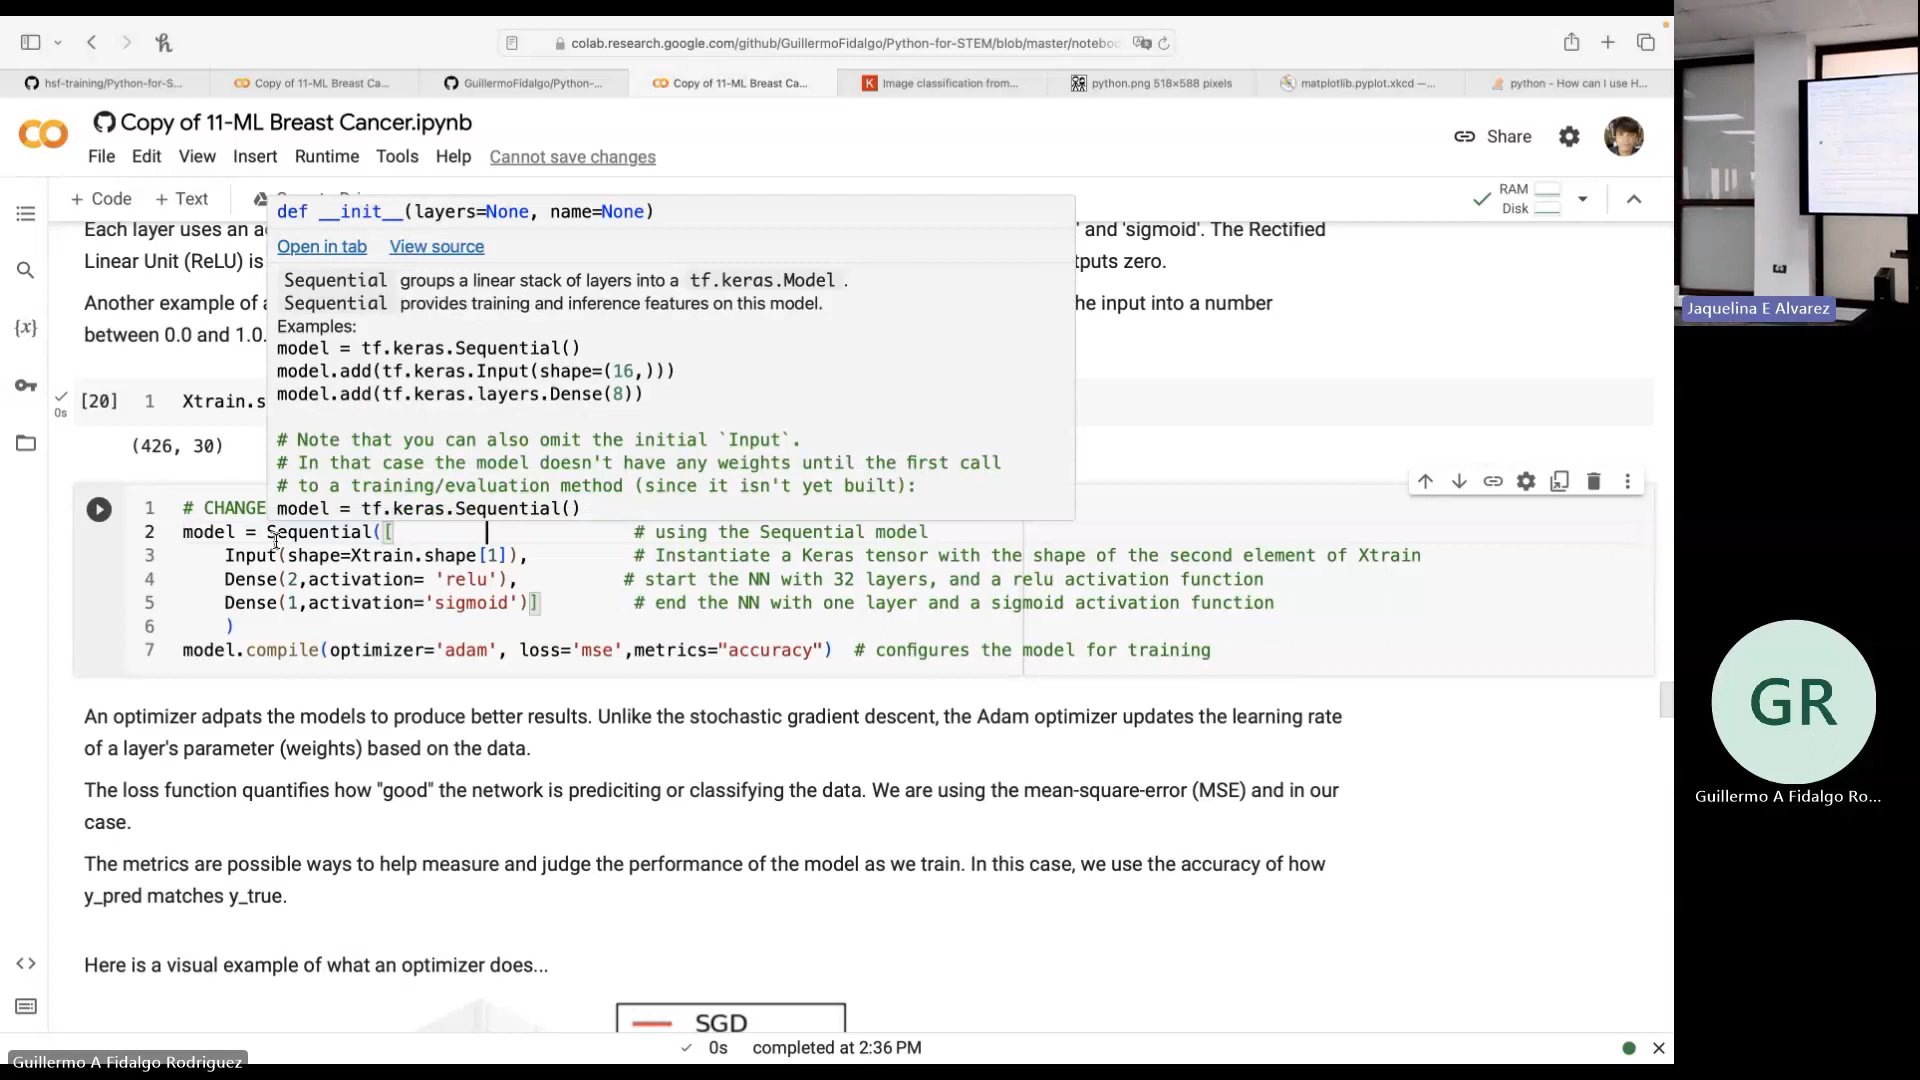 colab.research.google.com/github/GuillermoFidalgo/Python-for-STEM/blob/master/noteboo
hsf-training/Python-for-S...
Copy of 11-ML Breast Ca...
GuillermoFidalgo/Python-...
Copy of 11-ML Breast Ca...
Image classification from...
python.png 518×588 pixels
matplotlib.pyplot.xkcd —...
python - How can I use H...
Copy of 11-ML Breast Cancer.ipynb
Share
File Edit View Insert Runtime Tools Help Cannot save changes
+ Code + Text
RAM
Disk
def __init__(layers=None, name=None)
Open in tab View source
Sequential groups a linear stack of layers into a tf.keras.Model .
Sequential provides training and inference features on this model.
Examples:
model = tf.keras.Sequential()
model.add(tf.keras.Input(shape=(16,)))
model.add(tf.keras.layers.Dense(8))
# Note that you can also omit the initial `Input`.
# In that case the model doesn't have any weights until the first call
# to a training/evaluation method (since it isn't yet built):
model = tf.keras.Sequential()
Each layer uses an a
' and 'sigmoid'. The Rectified
Linear Unit (ReLU) is
tputs zero.
Another example of a
he input into a number
between 0.0 and 1.0.
0s
[20] 1 Xtrain.s
(426, 30)
1 # CHANGE
2 model = Sequential([ # using the Sequential model
3 Input(shape=Xtrain.shape[1]), # Instantiate a Keras tensor with the shape of the second element of Xtrain
4 Dense(2,activation= 'relu'), # start the NN with 32 layers, and a relu activation function
5 Dense(1,activation='sigmoid')] # end the NN with one layer and a sigmoid activation function
6 )
7 model.compile(optimizer='adam', loss='mse',metrics="accuracy") # configures the model for training
An optimizer adpats the models to produce better results. Unlike the stochastic gradient descent, the Adam optimizer updates the learning rate
of a layer's parameter (weights) based on the data.
The loss function quantifies how "good" the network is prediciting or classifying the data. We are using the mean-square-error (MSE) and in our
case.
The metrics are possible ways to help measure and judge the performance of the model as we train. In this case, we use the accuracy of how
y_pred matches y_true.
Here is a visual example of what an optimizer does...
SGD
0s completed at 2:36 PM
Guillermo A Fidalgo Rodriguez
Jaquelina E Alvarez
GR
Guillermo A Fidalgo Ro...